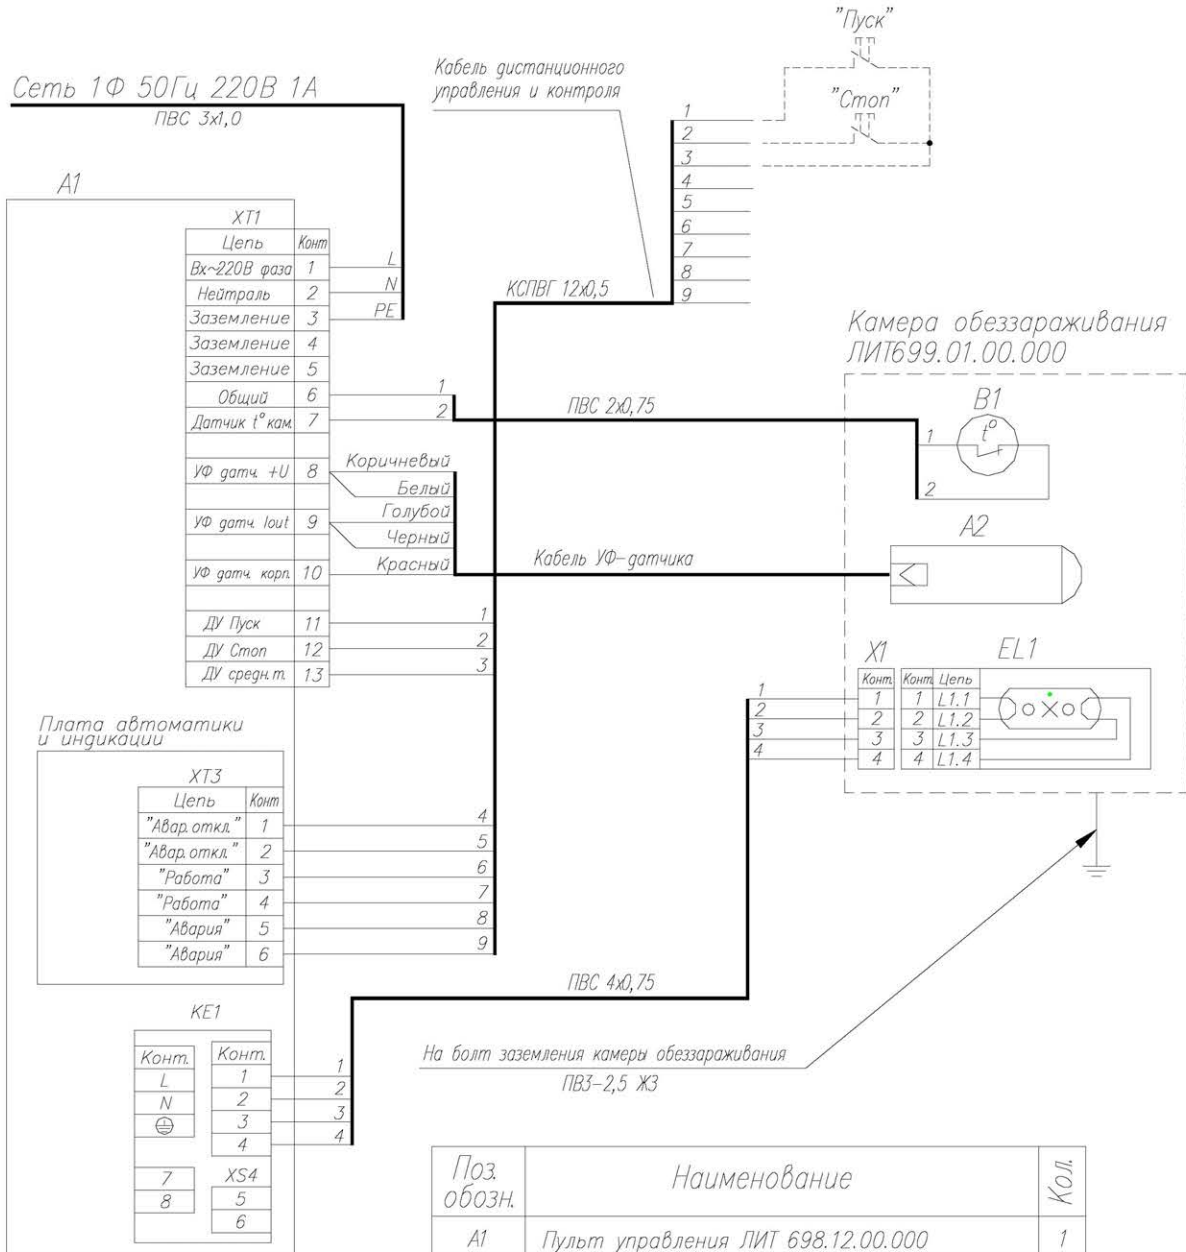 "Пуск"
Кабель дистанционного
управления и контроля
Сеть 1Ф 50Гц 220В 1А
ПВС 3х1,0
"Стоп"
1
2
3
4
5
6
7
8
9
А1
XT1
Цепь Конт
Вх~220В фаза 1 L
Нейтраль 2 N
Заземление 3 PE
Заземление 4
Заземление 5
Общий 6 1
Датчик t° кам. 7 2
УФ датч. +U 8 Коричневый
Белый
УФ датч. Iout 9 Голубой
Черный
УФ датч. корп. 10 Красный
ДУ Пуск 11 1
ДУ Стоп 12 2
ДУ средн.т. 13 3
КСПВГ 12х0,5
ПВС 2х0,75
Кабель УФ-датчика
Камера обеззараживания
ЛИТ699.01.00.000
B1
1 t°
2
A2
X1 EL1
Конт. Конт. Цепь
1 1 1 L1.1
2 2 2 L1.2
3 3 3 L1.3
4 4 4 L1.4
Плата автоматики
и индикации
XT3
Цепь Конт
"Авар.откл." 1 4
"Авар.откл." 2 5
"Работа" 3 6
"Работа" 4 7
"Авария" 5 8
"Авария" 6 9
ПВС 4х0,75
KE1
Конт. Конт.
L 1 1
N 2 2
3 3
4 4
7 XS4
8 5
6
На болт заземления камеры обеззараживания
ПВ3-2,5 ЖЗ
Поз. обозн. Наименование Кол.
А1 Пульт управления ЛИТ 698.12.00.000 1